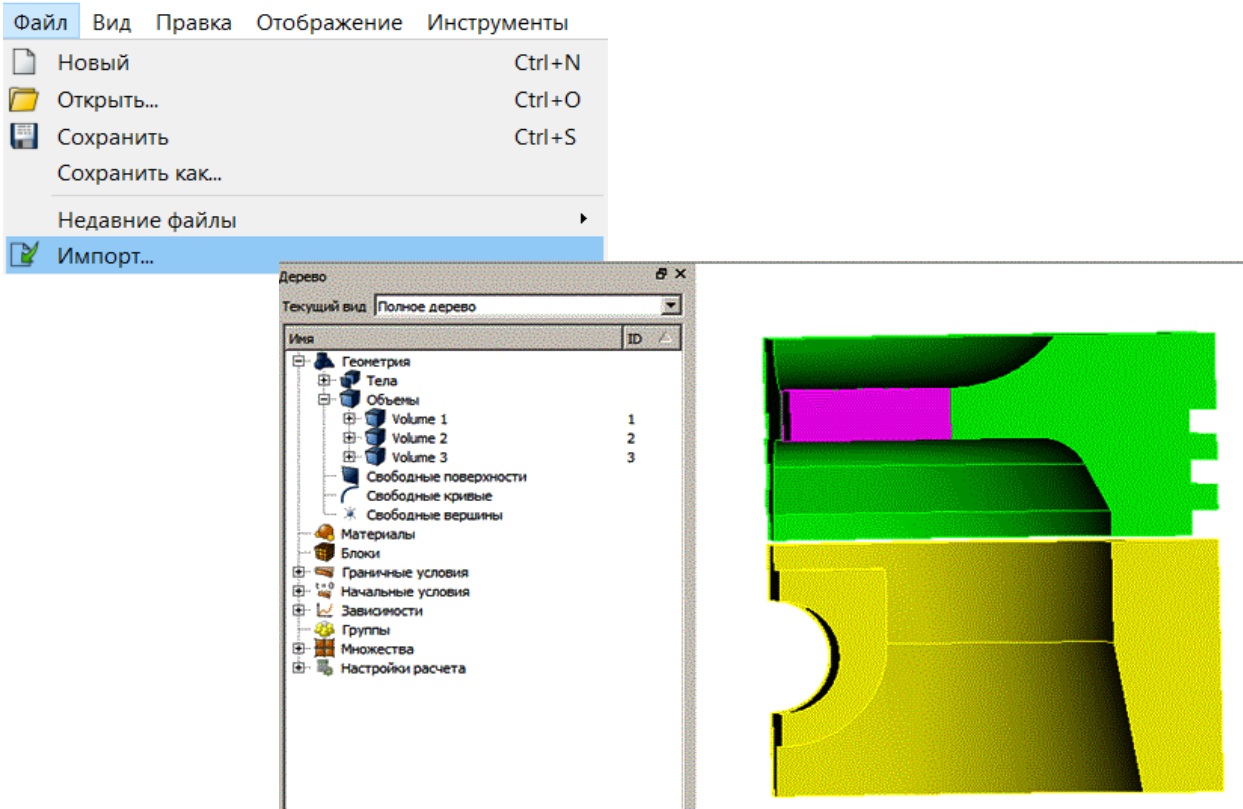 Файл Вид Правка Отображение Инструменты
Новый Ctrl+N
Открыть... Ctrl+O
Сохранить Ctrl+S
Сохранить как...
Недавние файлы
Импорт...
Дерево
Текущий вид Полное дерево
Имя ID
Геометрия
Тела
Объемы
Volume 1 1
Volume 2 2
Volume 3 3
Свободные поверхности
Свободные кривые
Свободные вершины
Материалы
Блоки
Граничные условия
t=0 Начальные условия
Зависимости
Группы
Множества
Настройки расчета